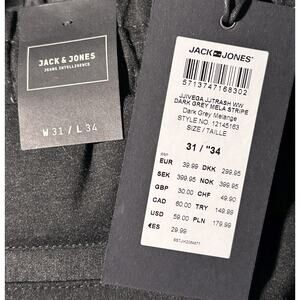 JACK & JONES
JEANS INTELLIGENCE
W 31 / L 34
JACK JONES
5713747168302
JJIVEGA JJTRASH WW
DARK GREY MELA STRIPE
Dark Grey Melange
STYLE NO. 12145163
SIZE / TAILLE
31 / "34
RRP
EUR 39.99 DKK 299.95
SEK 399.95 NOK 399.95
GBP 30.00 CHF 49.90
CAD 60.00 TRY 149.99
USD 59.00 PLN 179.99
€ES
29.99